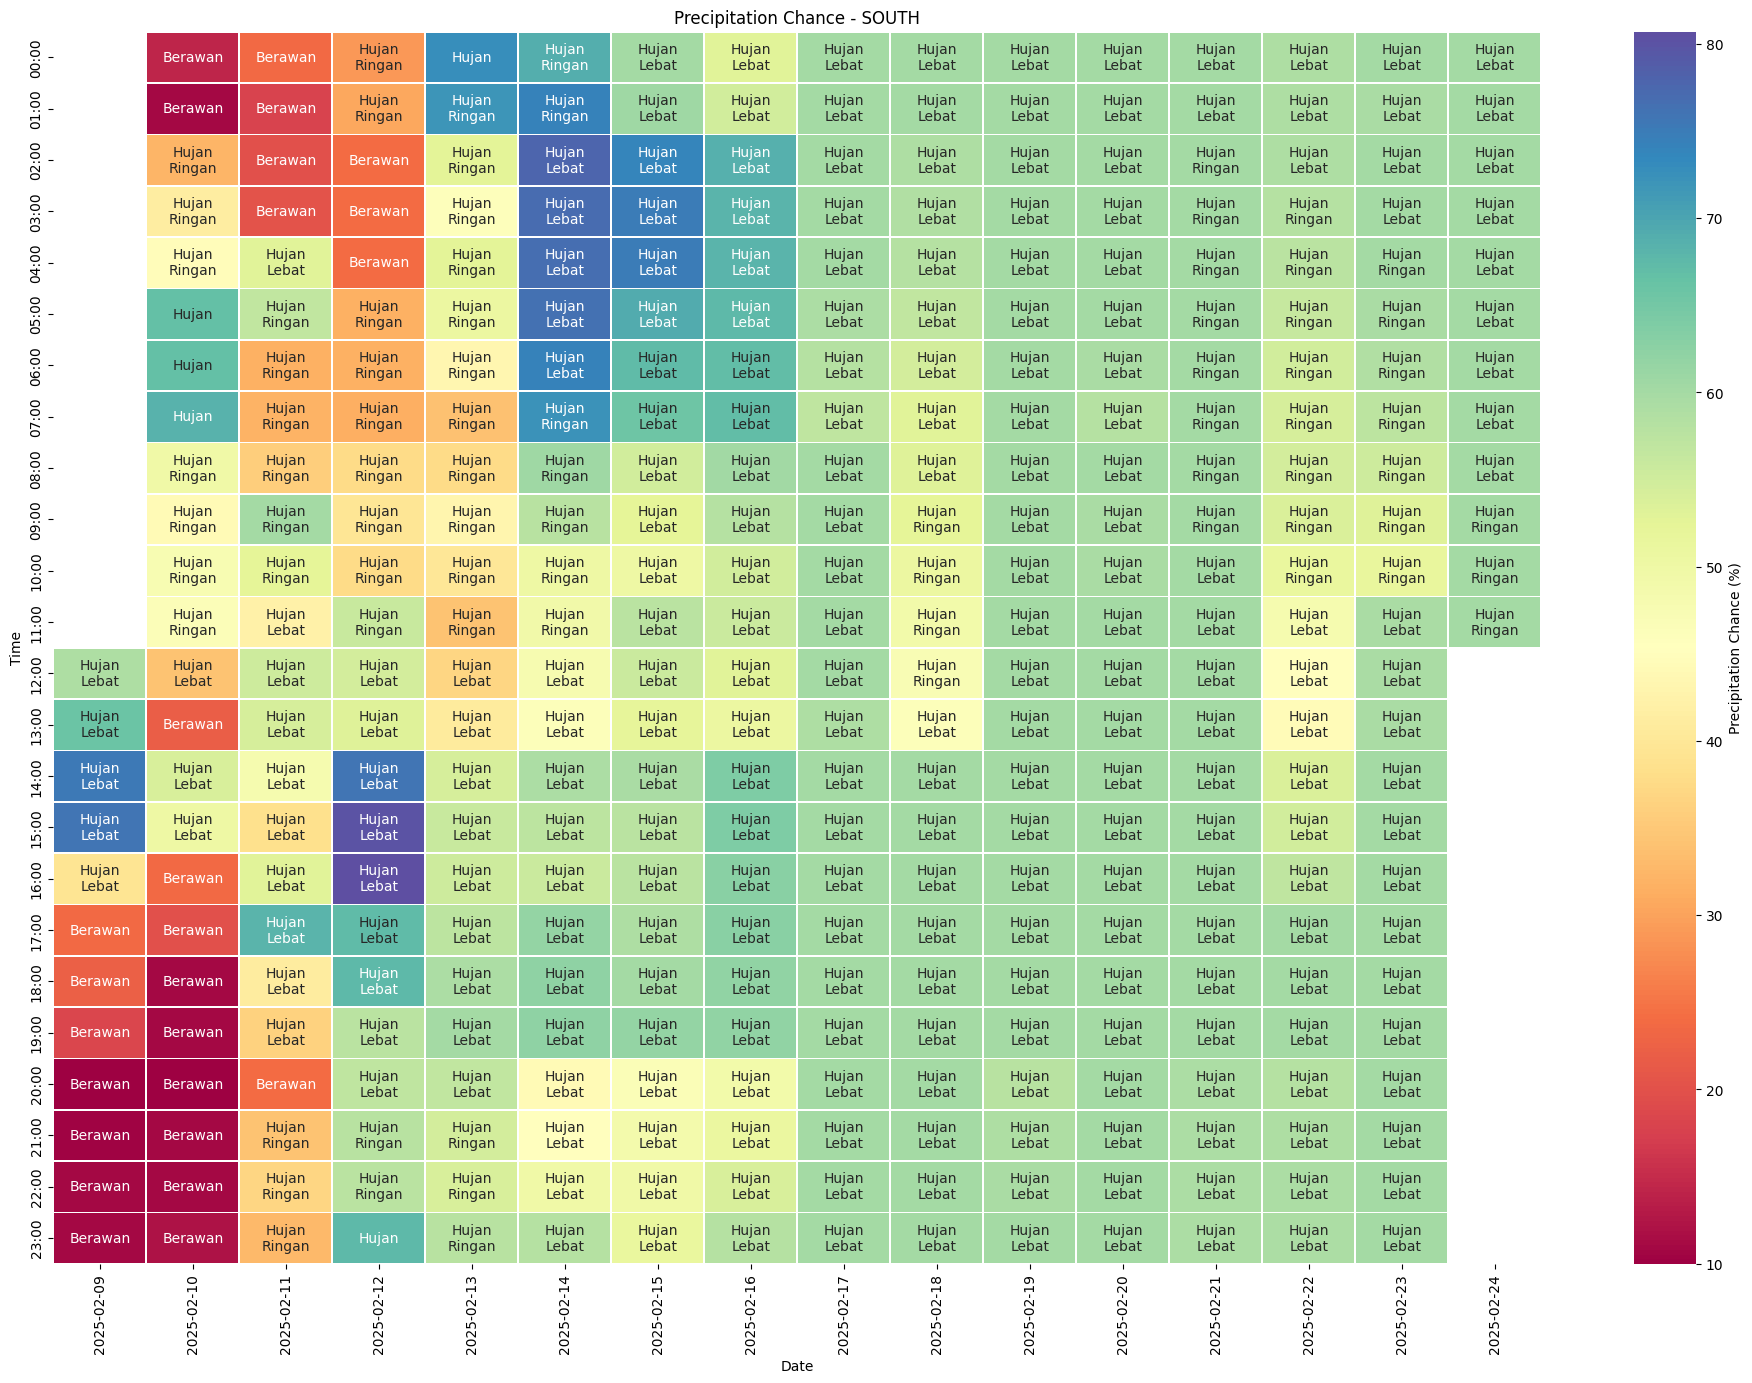 Precipitation Chance - SOUTH
00:00 Berawan Berawan Hujan Ringan Hujan Hujan Ringan Hujan Lebat Hujan Lebat Hujan Lebat Hujan Lebat Hujan Lebat Hujan Lebat Hujan Lebat Hujan Lebat Hujan Lebat Hujan Lebat
01:00 Berawan Berawan Hujan Ringan Hujan Ringan Hujan Ringan Hujan Lebat Hujan Lebat Hujan Lebat Hujan Lebat Hujan Lebat Hujan Lebat Hujan Lebat Hujan Lebat Hujan Lebat Hujan Lebat
02:00 Hujan Ringan Berawan Berawan Hujan Ringan Hujan Lebat Hujan Lebat Hujan Lebat Hujan Lebat Hujan Lebat Hujan Lebat Hujan Lebat Hujan Ringan Hujan Lebat Hujan Lebat Hujan Lebat
03:00 Hujan Ringan Berawan Berawan Hujan Ringan Hujan Lebat Hujan Lebat Hujan Lebat Hujan Lebat Hujan Lebat Hujan Lebat Hujan Lebat Hujan Ringan Hujan Ringan Hujan Lebat Hujan Lebat
04:00 Hujan Ringan Hujan Lebat Berawan Hujan Ringan Hujan Lebat Hujan Lebat Hujan Lebat Hujan Lebat Hujan Lebat Hujan Lebat Hujan Lebat Hujan Ringan Hujan Ringan Hujan Ringan Hujan Lebat
05:00 Hujan Hujan Ringan Hujan Ringan Hujan Ringan Hujan Lebat Hujan Lebat Hujan Lebat Hujan Lebat Hujan Lebat Hujan Lebat Hujan Lebat Hujan Ringan Hujan Ringan Hujan Ringan Hujan Lebat
06:00 Hujan Hujan Ringan Hujan Ringan Hujan Ringan Hujan Lebat Hujan Lebat Hujan Lebat Hujan Lebat Hujan Lebat Hujan Lebat Hujan Lebat Hujan Ringan Hujan Ringan Hujan Ringan Hujan Lebat
07:00 Hujan Hujan Ringan Hujan Ringan Hujan Ringan Hujan Ringan Hujan Lebat Hujan Lebat Hujan Lebat Hujan Lebat Hujan Lebat Hujan Lebat Hujan Ringan Hujan Ringan Hujan Ringan Hujan Lebat
08:00 Hujan Ringan Hujan Ringan Hujan Ringan Hujan Ringan Hujan Ringan Hujan Lebat Hujan Lebat Hujan Lebat Hujan Lebat Hujan Lebat Hujan Lebat Hujan Ringan Hujan Ringan Hujan Ringan Hujan Lebat
09:00 Hujan Ringan Hujan Ringan Hujan Ringan Hujan Ringan Hujan Ringan Hujan Lebat Hujan Lebat Hujan Lebat Hujan Ringan Hujan Lebat Hujan Lebat Hujan Ringan Hujan Ringan Hujan Ringan Hujan Ringan
10:00 Hujan Ringan Hujan Ringan Hujan Ringan Hujan Ringan Hujan Ringan Hujan Lebat Hujan Lebat Hujan Lebat Hujan Ringan Hujan Lebat Hujan Lebat Hujan Lebat Hujan Ringan Hujan Ringan Hujan Ringan
11:00 Hujan Ringan Hujan Lebat Hujan Ringan Hujan Ringan Hujan Ringan Hujan Lebat Hujan Lebat Hujan Lebat Hujan Ringan Hujan Lebat Hujan Lebat Hujan Lebat Hujan Lebat Hujan Lebat Hujan Ringan
12:00 Hujan Lebat Hujan Lebat Hujan Lebat Hujan Lebat Hujan Lebat Hujan Lebat Hujan Lebat Hujan Lebat Hujan Lebat Hujan Ringan Hujan Lebat Hujan Lebat Hujan Lebat Hujan Lebat Hujan Lebat
13:00 Hujan Lebat Berawan Hujan Lebat Hujan Lebat Hujan Lebat Hujan Lebat Hujan Lebat Hujan Lebat Hujan Lebat Hujan Lebat Hujan Lebat Hujan Lebat Hujan Lebat Hujan Lebat Hujan Lebat
14:00 Hujan Lebat Hujan Lebat Hujan Lebat Hujan Lebat Hujan Lebat Hujan Lebat Hujan Lebat Hujan Lebat Hujan Lebat Hujan Lebat Hujan Lebat Hujan Lebat Hujan Lebat Hujan Lebat Hujan Lebat
15:00 Hujan Lebat Hujan Lebat Hujan Lebat Hujan Lebat Hujan Lebat Hujan Lebat Hujan Lebat Hujan Lebat Hujan Lebat Hujan Lebat Hujan Lebat Hujan Lebat Hujan Lebat Hujan Lebat Hujan Lebat
16:00 Hujan Lebat Berawan Hujan Lebat Hujan Lebat Hujan Lebat Hujan Lebat Hujan Lebat Hujan Lebat Hujan Lebat Hujan Lebat Hujan Lebat Hujan Lebat Hujan Lebat Hujan Lebat Hujan Lebat
17:00 Berawan Berawan Hujan Lebat Hujan Lebat Hujan Lebat Hujan Lebat Hujan Lebat Hujan Lebat Hujan Lebat Hujan Lebat Hujan Lebat Hujan Lebat Hujan Lebat Hujan Lebat Hujan Lebat
18:00 Berawan Berawan Hujan Lebat Hujan Lebat Hujan Lebat Hujan Lebat Hujan Lebat Hujan Lebat Hujan Lebat Hujan Lebat Hujan Lebat Hujan Lebat Hujan Lebat Hujan Lebat Hujan Lebat
19:00 Berawan Berawan Hujan Lebat Hujan Lebat Hujan Lebat Hujan Lebat Hujan Lebat Hujan Lebat Hujan Lebat Hujan Lebat Hujan Lebat Hujan Lebat Hujan Lebat Hujan Lebat Hujan Lebat
20:00 Berawan Berawan Berawan Hujan Lebat Hujan Lebat Hujan Lebat Hujan Lebat Hujan Lebat Hujan Lebat Hujan Lebat Hujan Lebat Hujan Lebat Hujan Lebat Hujan Lebat Hujan Lebat
21:00 Berawan Berawan Hujan Ringan Hujan Ringan Hujan Ringan Hujan Lebat Hujan Lebat Hujan Lebat Hujan Lebat Hujan Lebat Hujan Lebat Hujan Lebat Hujan Lebat Hujan Lebat Hujan Lebat
22:00 Berawan Berawan Hujan Ringan Hujan Ringan Hujan Ringan Hujan Lebat Hujan Lebat Hujan Lebat Hujan Lebat Hujan Lebat Hujan Lebat Hujan Lebat Hujan Lebat Hujan Lebat Hujan Lebat
23:00 Berawan Berawan Hujan Ringan Hujan Hujan Ringan Hujan Lebat Hujan Lebat Hujan Lebat Hujan Lebat Hujan Lebat Hujan Lebat Hujan Lebat Hujan Lebat Hujan Lebat Hujan Lebat
Time
2025-02-09 2025-02-10 2025-02-11 2025-02-12 2025-02-13 2025-02-14 2025-02-15 2025-02-16 2025-02-17 2025-02-18 2025-02-19 2025-02-20 2025-02-21 2025-02-22 2025-02-23 2025-02-24
Date
80
70
60
50
40
30
20
10
Precipitation Chance (%)